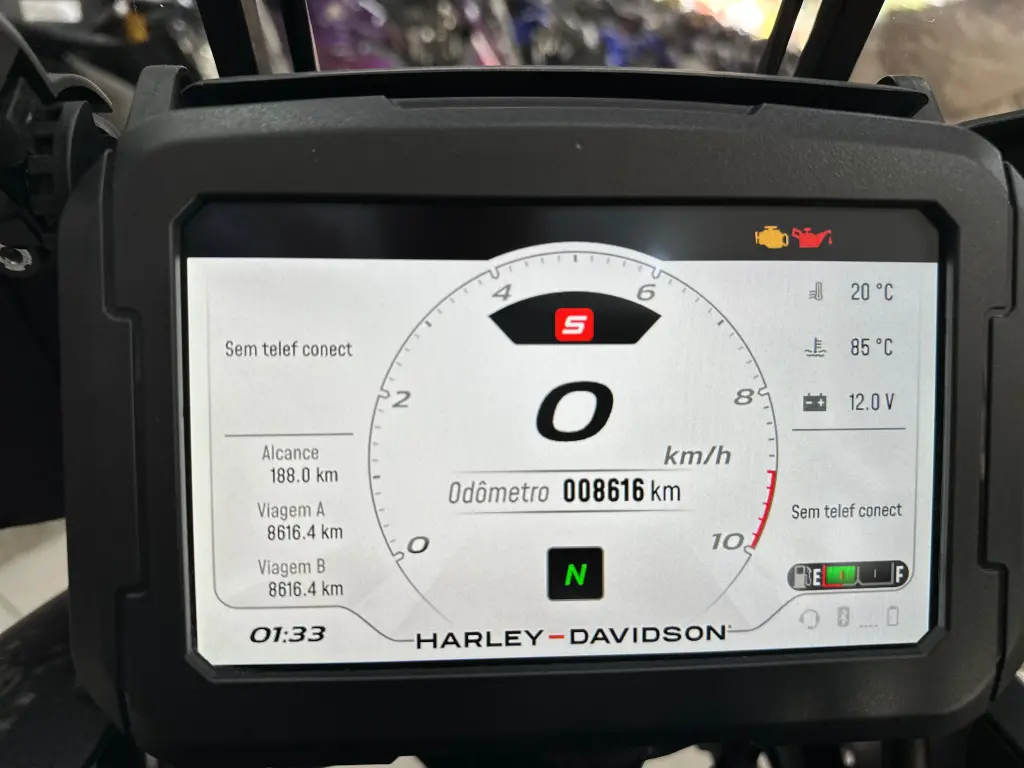 Sem telef conect
Alcance
188.0 km
Viagem A
8616.4 km
Viagem B
8616.4 km
01:33
0
2
4
6
8
10
S
0
km/h
Odômetro 008616 km
N
HARLEY-DAVIDSON
20 °C
85 °C
12.0 V
Sem telef conect
E F